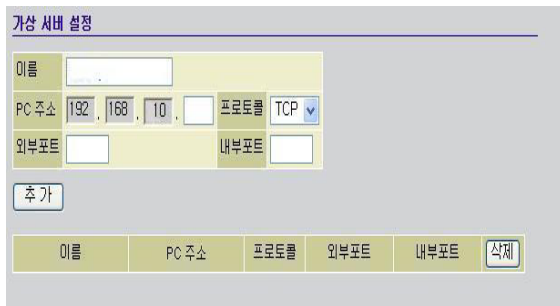 가상 서버 설정
이름
PC 주소 192 . 168 . 10 . 프로토콜 TCP
외부포트 내부포트
추가
이름 PC 주소 프로토콜 외부포트 내부포트 삭제